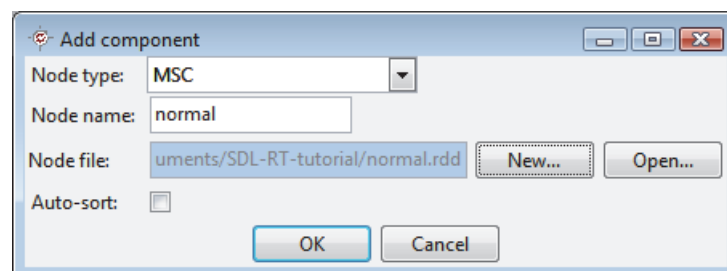 Add component
Node type: MSC
Node name: normal
Node file: uments/SDL-RT-tutorial/normal.rdd New... Open...
Auto-sort:
OK Cancel